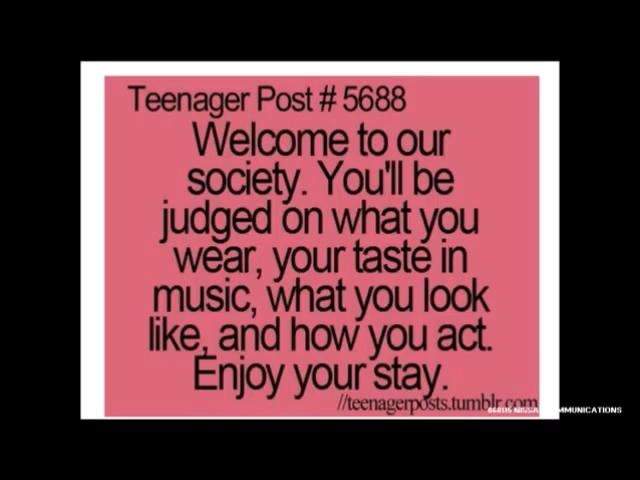 Teenager Post # 5688
Welcome to our
society. You'll be
judged on what you
wear, your taste in
music, what you look
like, and how you act.
Enjoy your stay.
//teenagerposts.tumblr.com